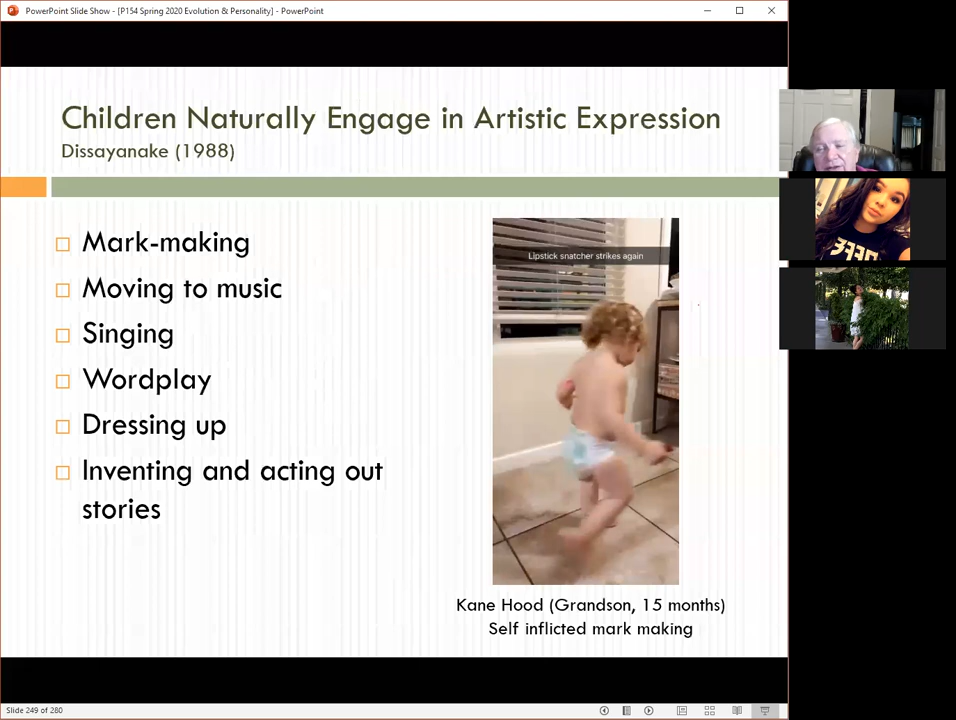 PowerPoint Slide Show - [P154 Spring 2020 Evolution & Personality] - PowerPoint
Children Naturally Engage in Artistic Expression
Dissayanake (1988)
Mark-making
Moving to music
Singing
Wordplay
Dressing up
Inventing and acting out
stories
Lipstick snatcher strikes again
Kane Hood (Grandson, 15 months)
Self inflicted mark making
Slide 249 of 280